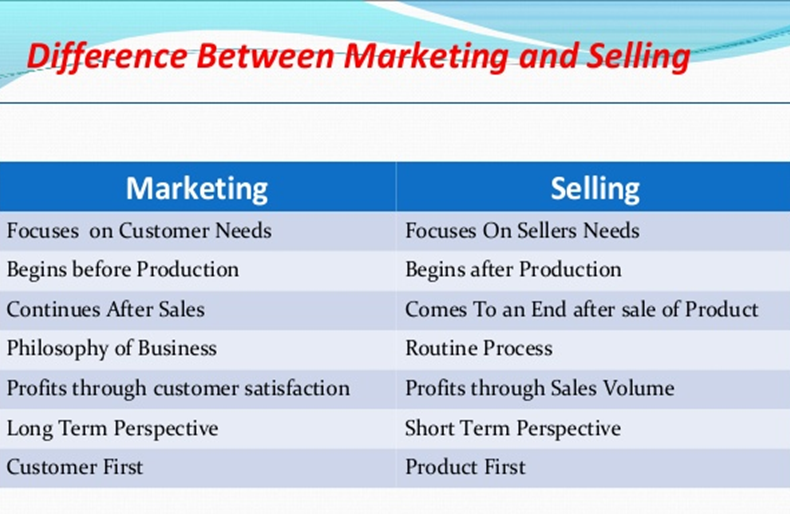 Difference Between Marketing and Selling
Marketing Selling
Focuses on Customer Needs Focuses On Sellers Needs
Begins before Production Begins after Production
Continues After Sales Comes To an End after sale of Product
Philosophy of Business Routine Process
Profits through customer satisfaction Profits through Sales Volume
Long Term Perspective Short Term Perspective
Customer First Product First